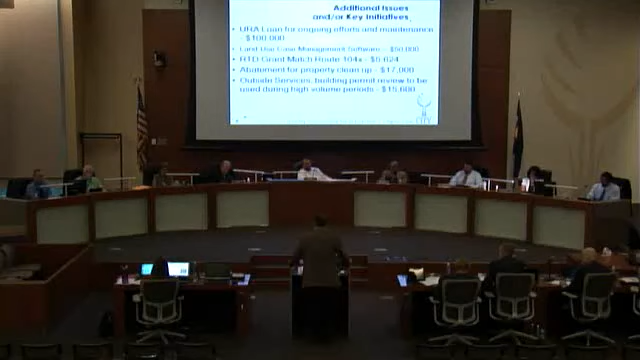 Additional Issues
and/or Key Initiatives
• URA Loan for ongoing efforts and maintenance
- $100,000
• Land Use Case Management Software - $50,000
• RTD Grant Match Route 104x - $5,024
• Abatement for property clean up - $17,000
• Outside Services, building permit review to be
used during high volume periods - $15,600